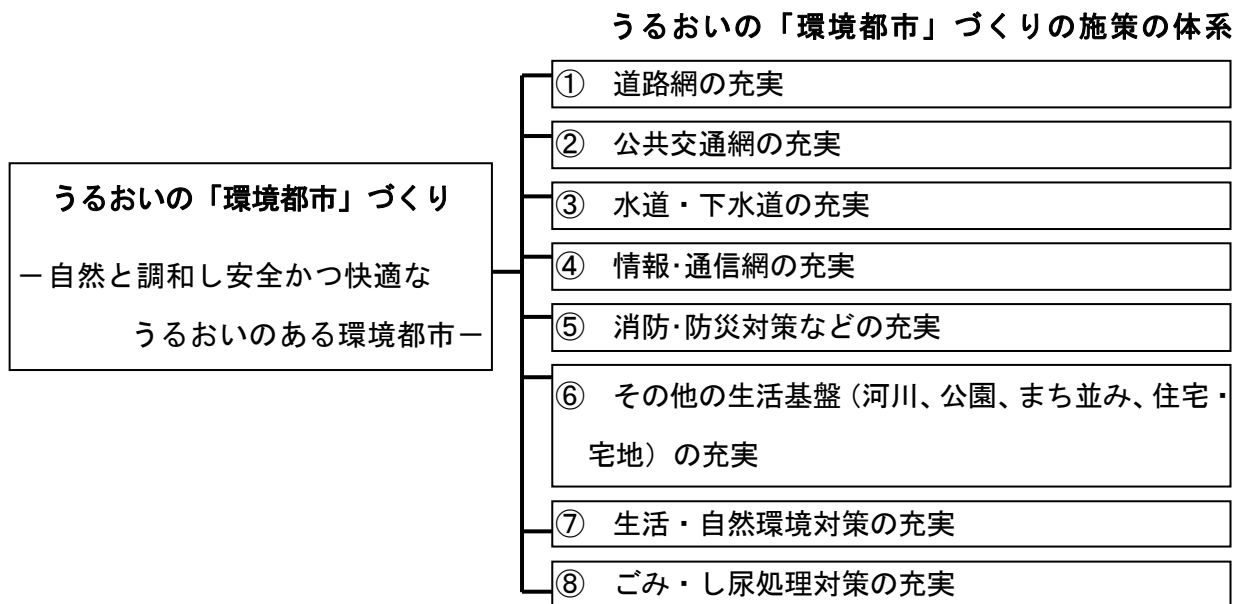 うるおいの「環境都市」づくりの施策の体系
うるおいの「環境都市」づくり
－自然と調和し安全かつ快適な
うるおいのある環境都市－
① 道路網の充実
② 公共交通網の充実
③ 水道・下水道の充実
④ 情報･通信網の充実
⑤ 消防･防災対策などの充実
⑥ その他の生活基盤（河川、公園、まち並み、住宅・
宅地）の充実
⑦ 生活・自然環境対策の充実
⑧ ごみ・し尿処理対策の充実